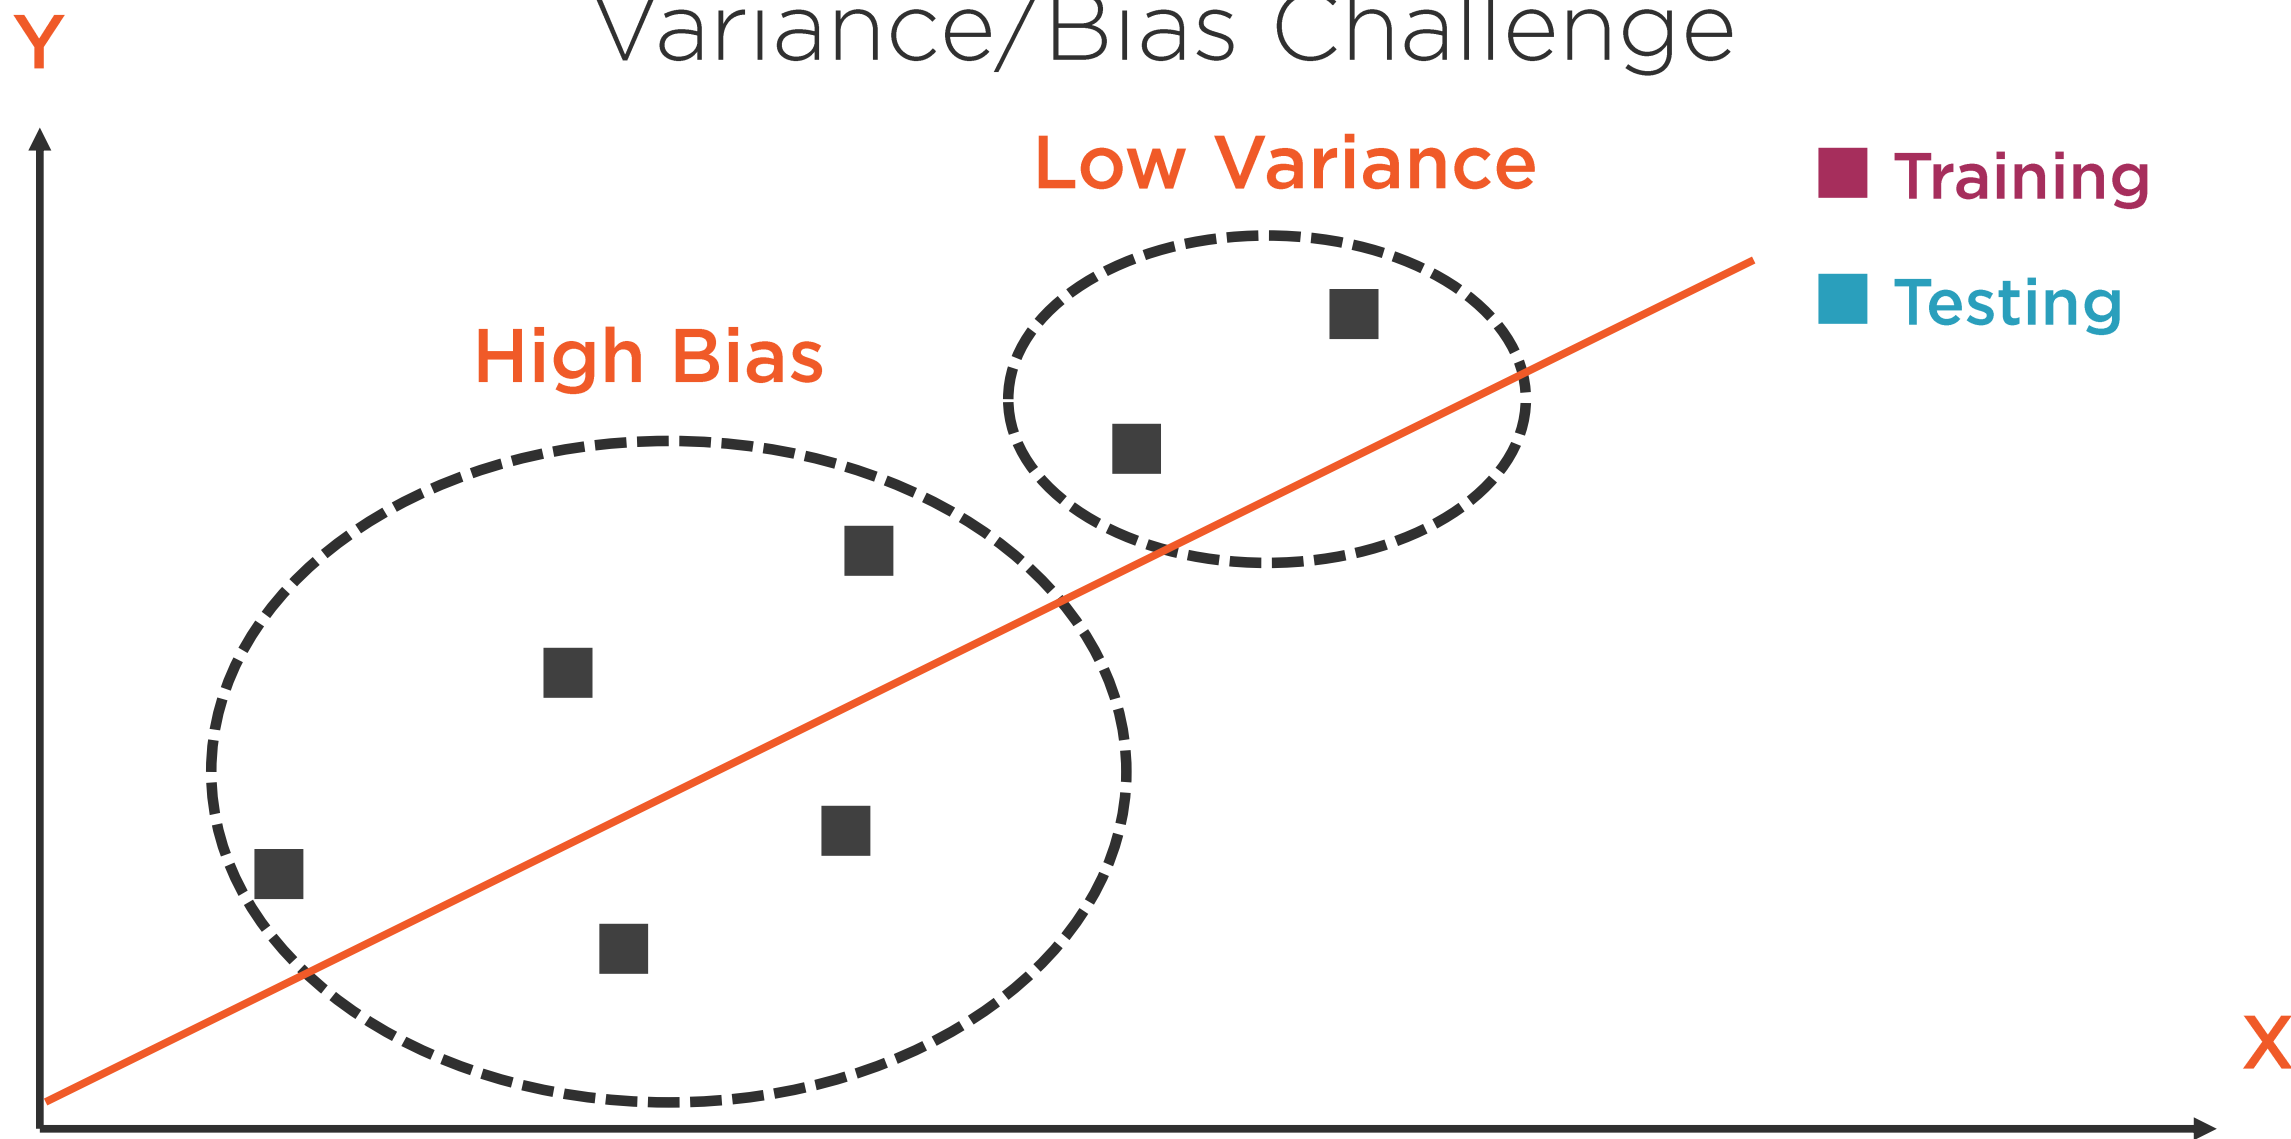 Variance/Bias Challenge
Y
Low Variance
Training
High Bias
Testing
X